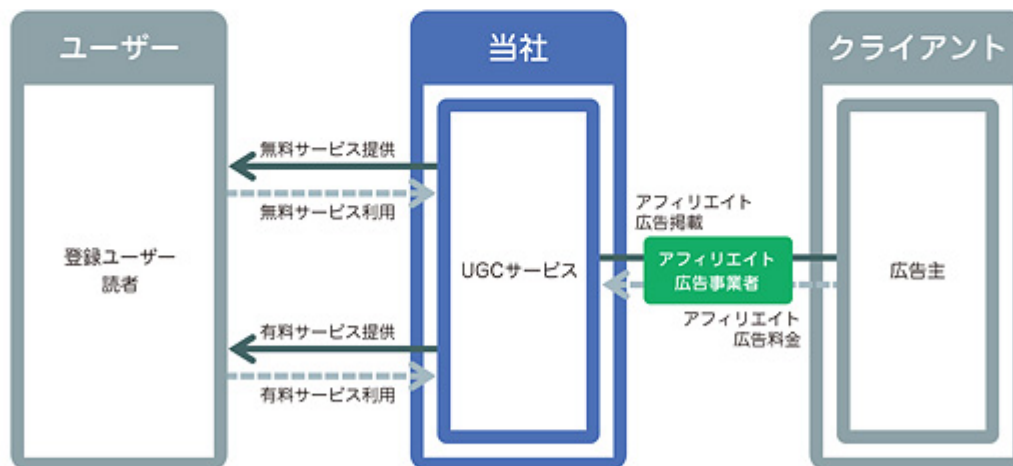 ユーザー
当社
クライアント
無料サービス提供
無料サービス利用
登録ユーザー
読者
有料サービス提供
有料サービス利用
UGCサービス
アフィリエイト
広告掲載
アフィリエイト
広告事業者
アフィリエイト
広告料金
広告主